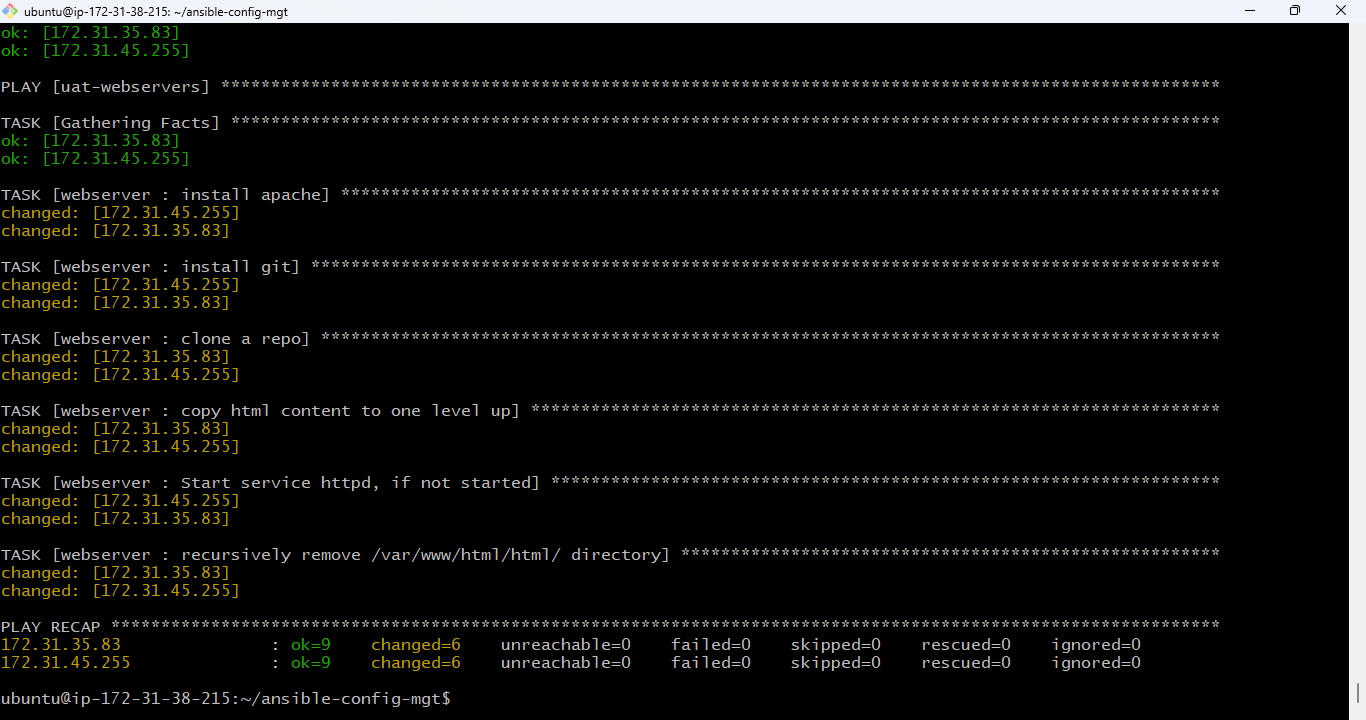 ubuntu@ip-172-31-38-215: ~/ansible-config-mgt
ok: [172.31.35.83]
ok: [172.31.45.255]
PLAY [uat-webservers] ****************************************************************************************************
TASK [Gathering Facts] ***************************************************************************************************
ok: [172.31.35.83]
ok: [172.31.45.255]
TASK [webserver : install apache] ****************************************************************************************
changed: [172.31.45.255]
changed: [172.31.35.83]
TASK [webserver : install git] *******************************************************************************************
changed: [172.31.45.255]
changed: [172.31.35.83]
TASK [webserver : clone a repo] ******************************************************************************************
changed: [172.31.35.83]
changed: [172.31.45.255]
TASK [webserver : copy html content to one level up] *********************************************************************
changed: [172.31.35.83]
changed: [172.31.45.255]
TASK [webserver : Start service httpd, if not started] *******************************************************************
changed: [172.31.45.255]
changed: [172.31.35.83]
TASK [webserver : recursively remove /var/www/html/html/ directory] ******************************************************
changed: [172.31.35.83]
changed: [172.31.45.255]
PLAY RECAP ***************************************************************************************************************
172.31.35.83               : ok=9    changed=6    unreachable=0    failed=0    skipped=0    rescued=0    ignored=0
172.31.45.255              : ok=9    changed=6    unreachable=0    failed=0    skipped=0    rescued=0    ignored=0
ubuntu@ip-172-31-38-215:~/ansible-config-mgt$